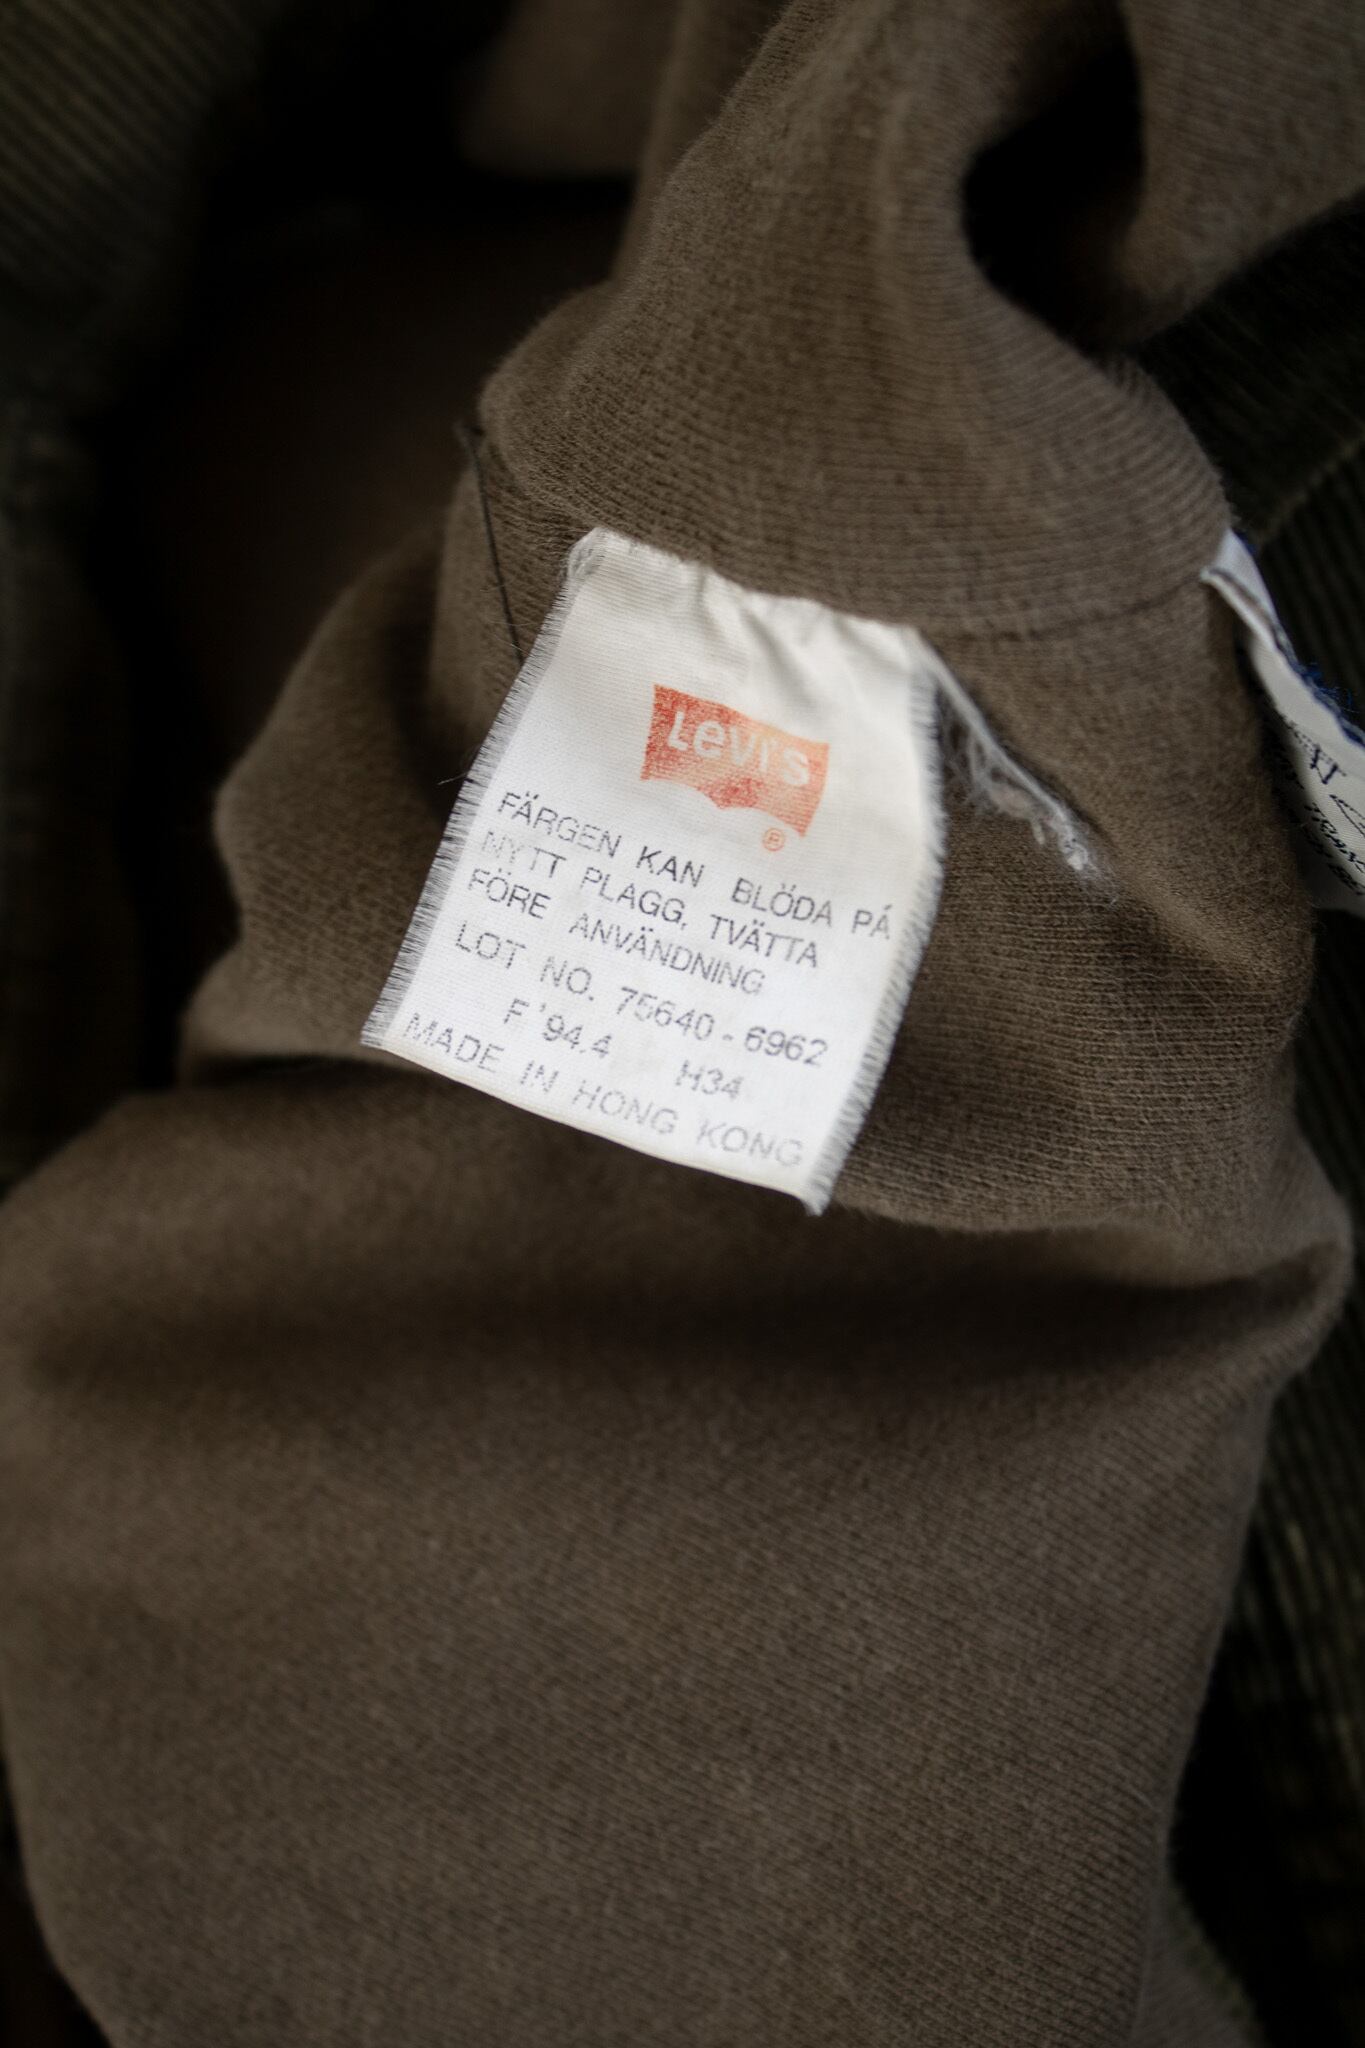 Levi's
®
FÄRGEN KAN BLÖDA PÅ
NYTT PLAGG, TVÄTTA
FÖRE ANVÄNDNING
LOT NO. 75640-6962
F'94.4 H34
MADE IN HONG KONG